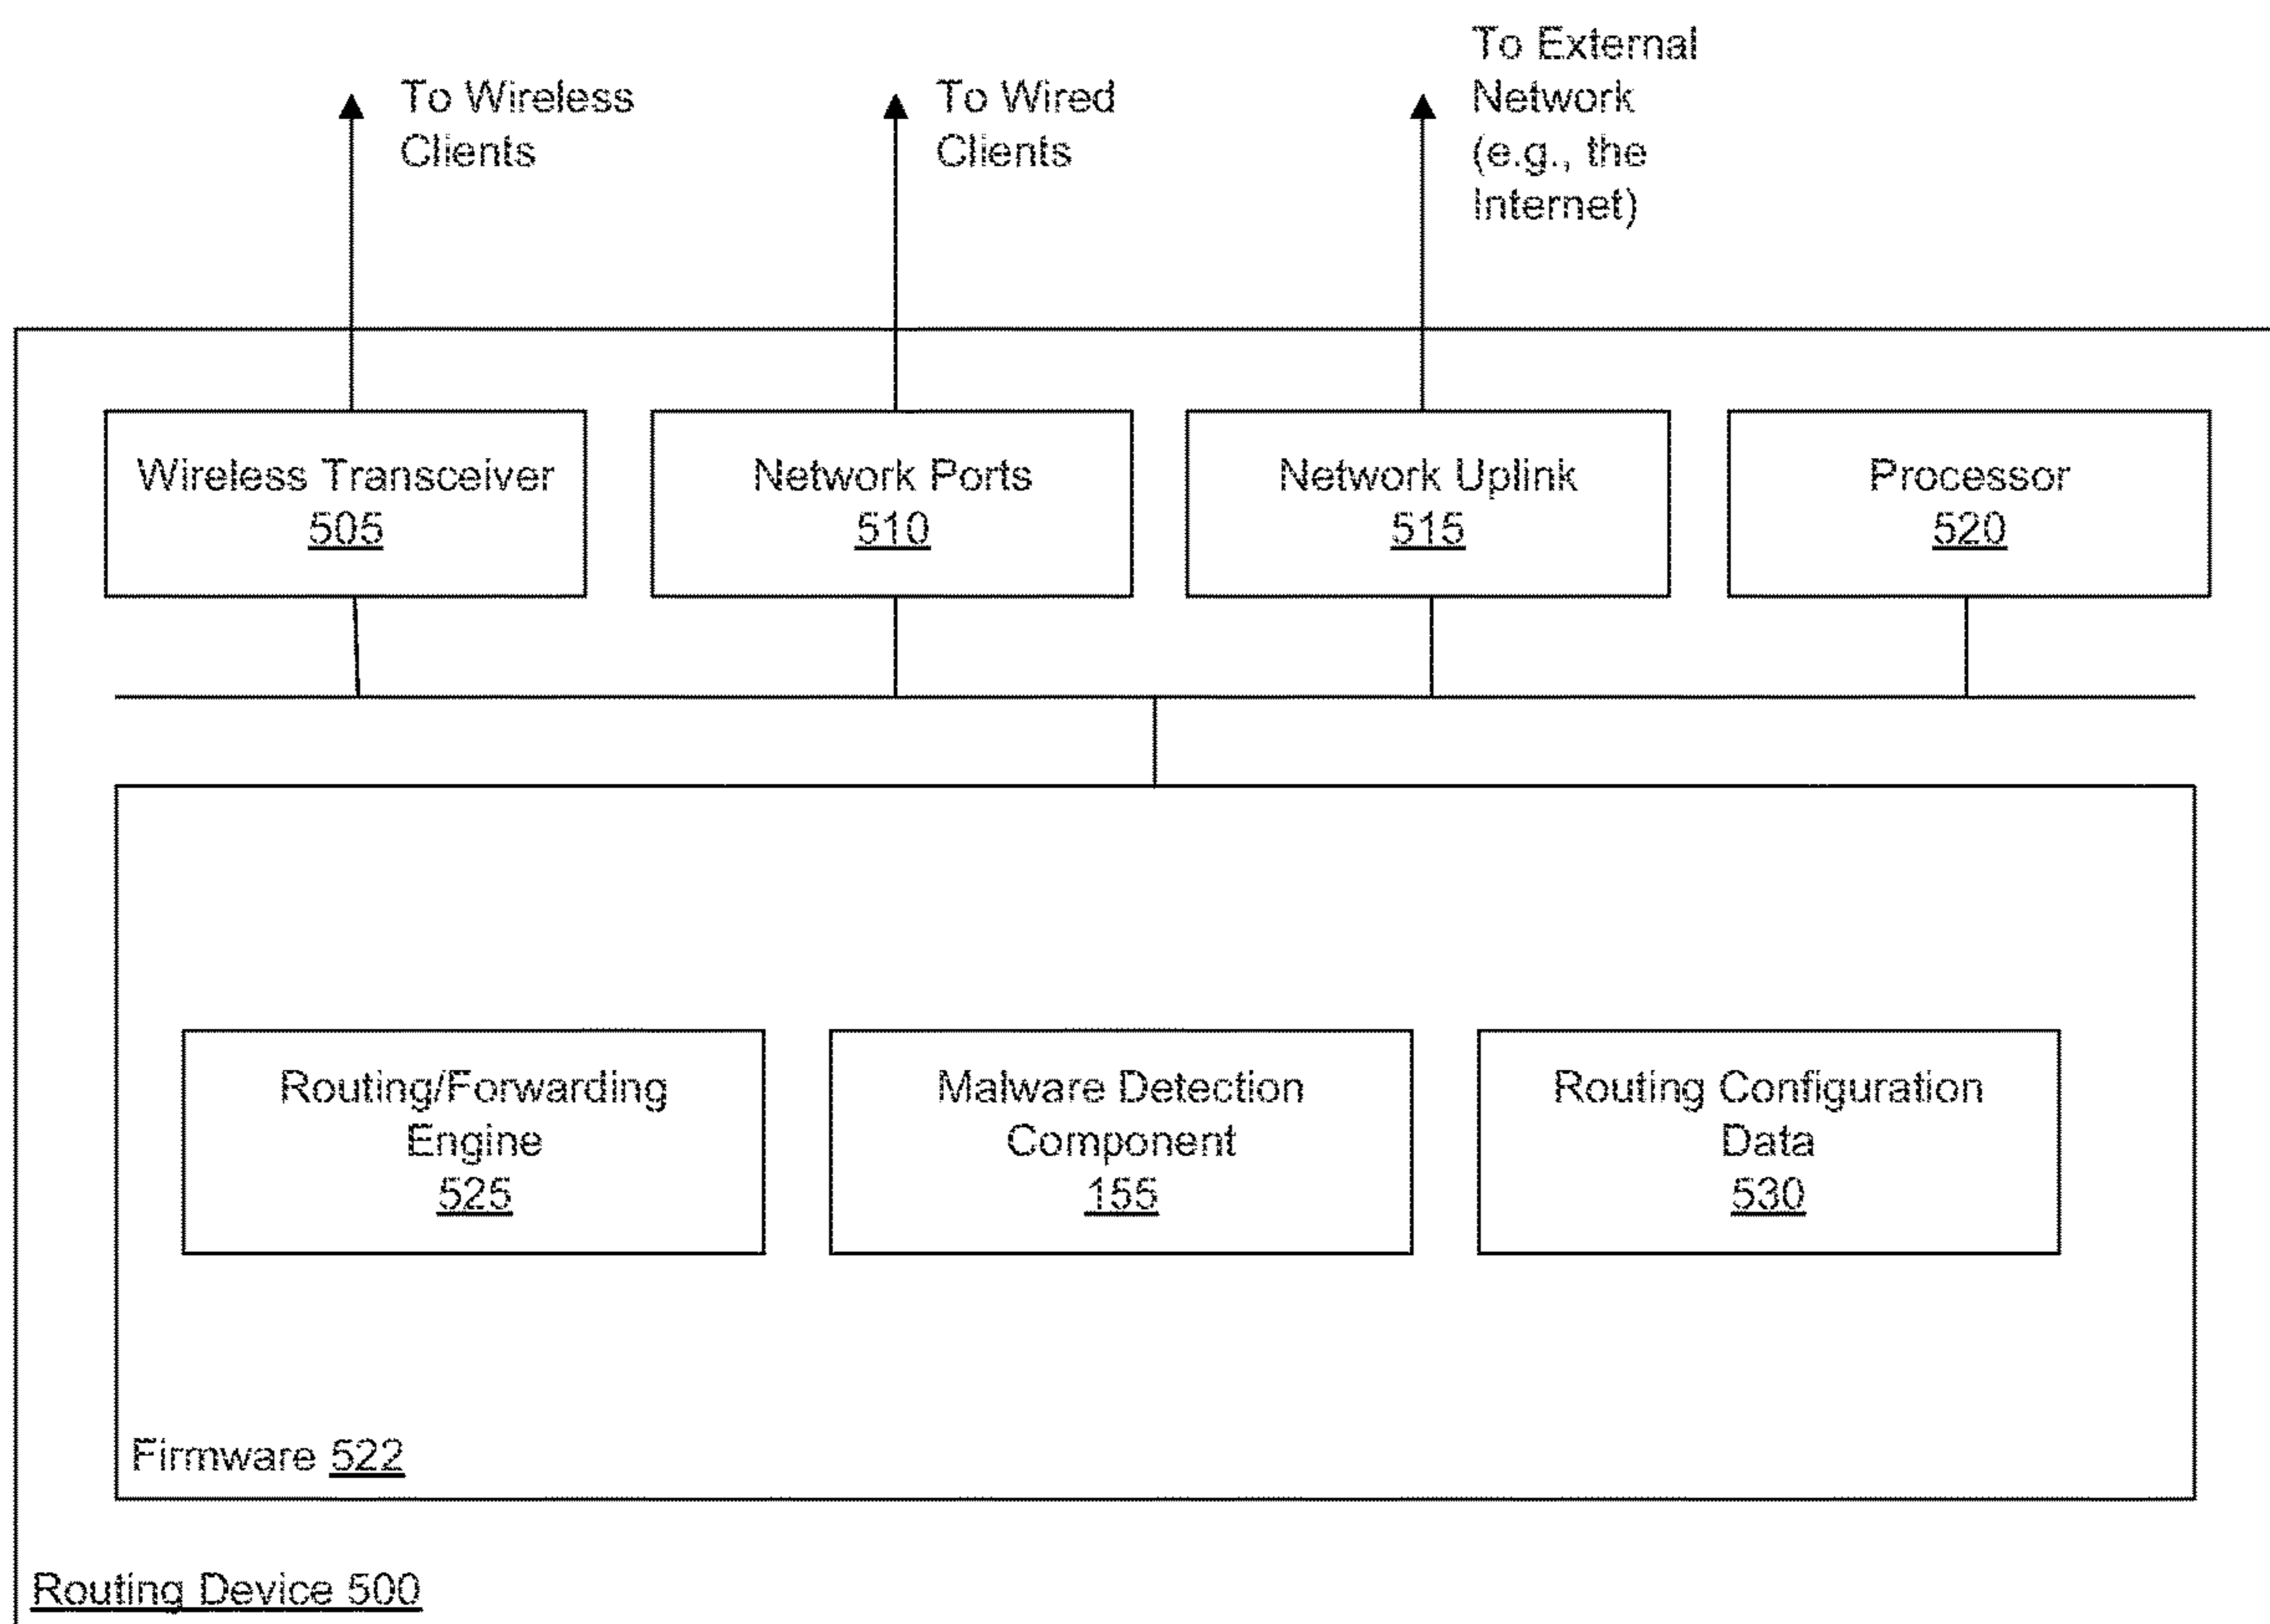 To Wireless
Clients
To Wired
Clients
To External
Network
(e.g., the
Internet)
Wireless Transceiver
505
Network Ports
510
Network Uplink
515
Processor
520
Routing/Forwarding
Engine
525
Malware Detection
Component
155
Routing Configuration
Data
530
Firmware 522
Routing Device 500